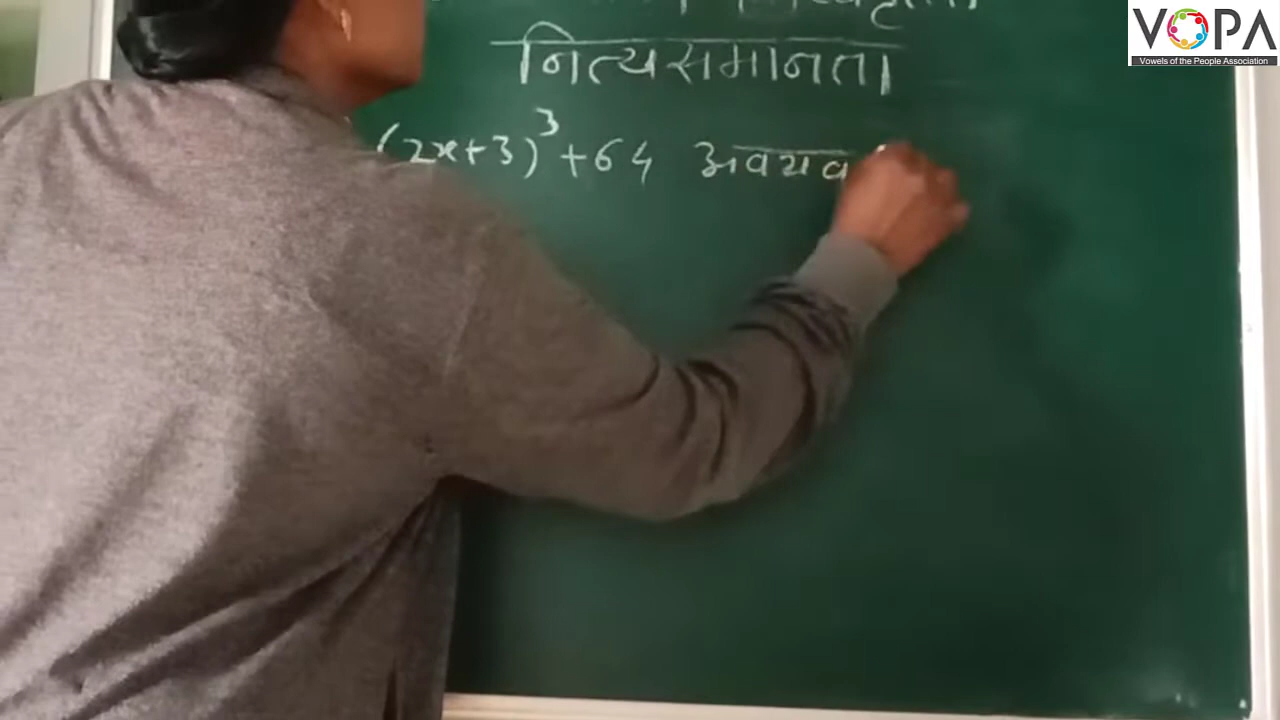 VOPA
Vowels of the People Association
नित्यसमानता
(2x+3)³+64 अवयव